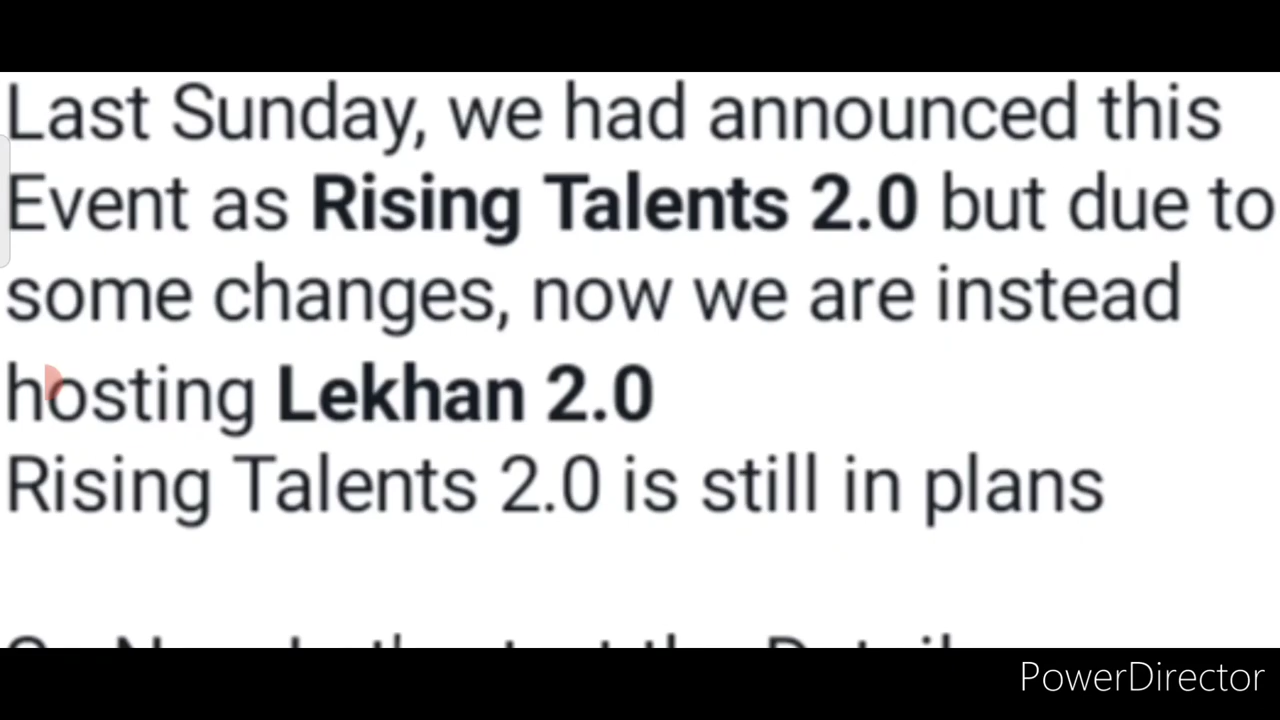 Last Sunday, we had announced this
Event as Rising Talents 2.0 but due to
some changes, now we are instead
hosting Lekhan 2.0
Rising Talents 2.0 is still in plans
PowerDirector